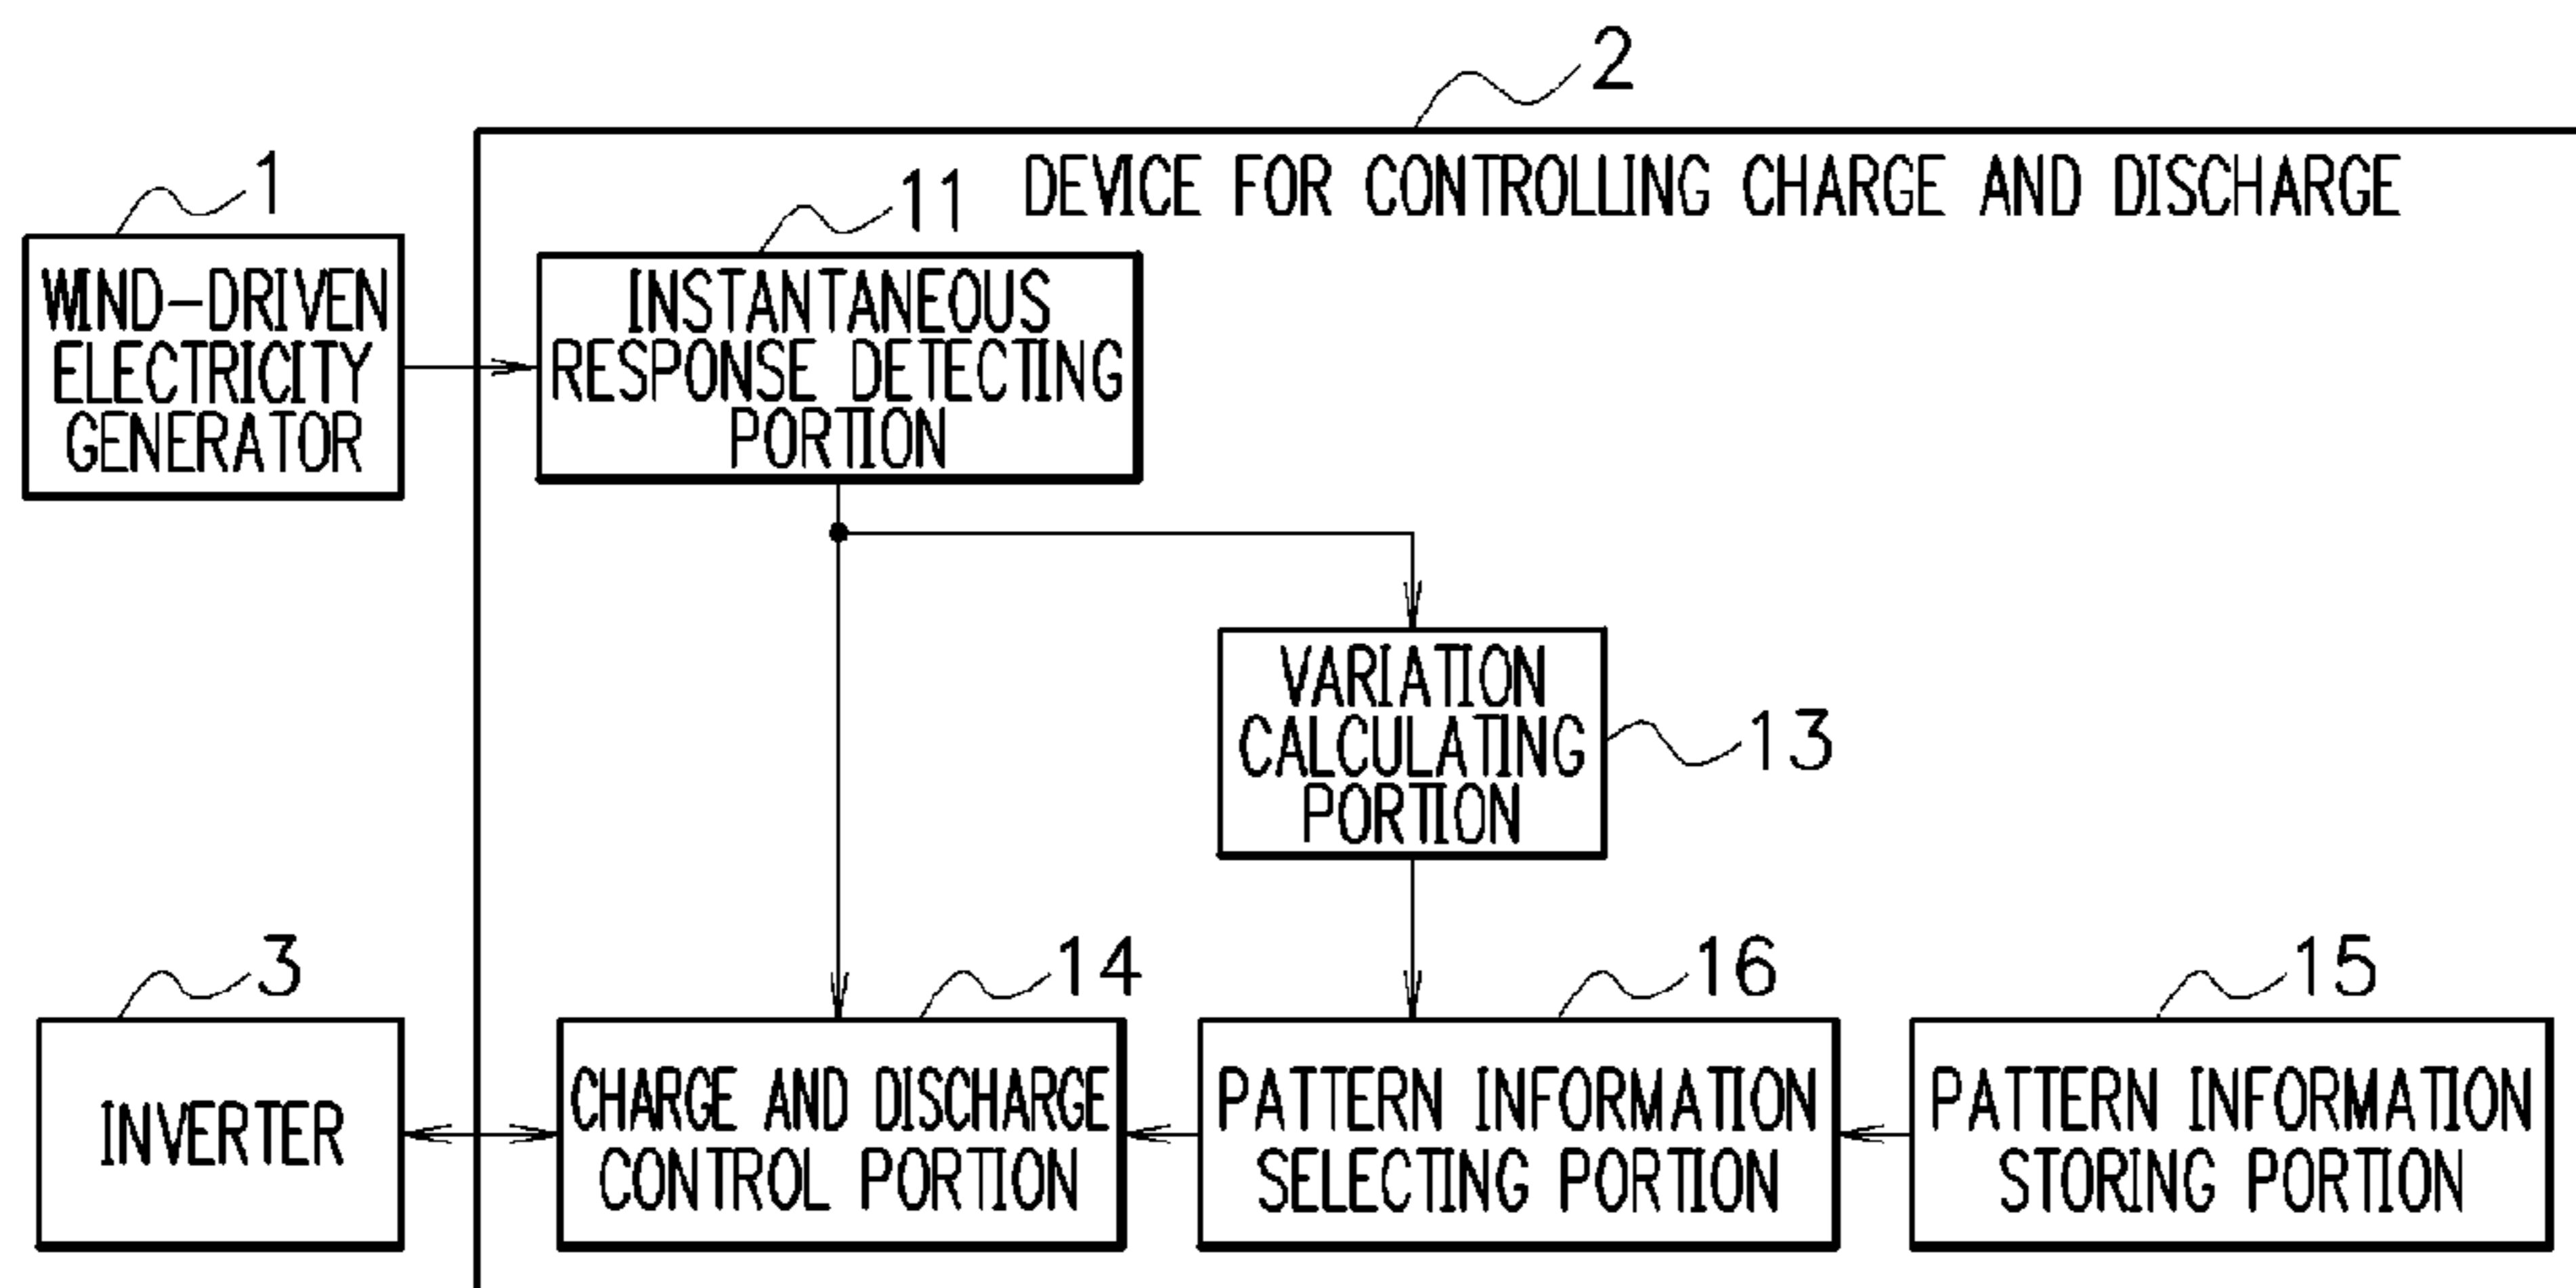 2
DEVICE FOR CONTROLLING CHARGE AND DISCHARGE
1
WIND-DRIVEN
ELECTRICITY
GENERATOR
11
INSTANTANEOUS
RESPONSE DETECTING
PORTION
VARIATION
CALCULATING
PORTION
13
3
INVERTER
14
CHARGE AND DISCHARGE
CONTROL PORTION
16
PATTERN INFORMATION
SELECTING PORTION
15
PATTERN INFORMATION
STORING PORTION